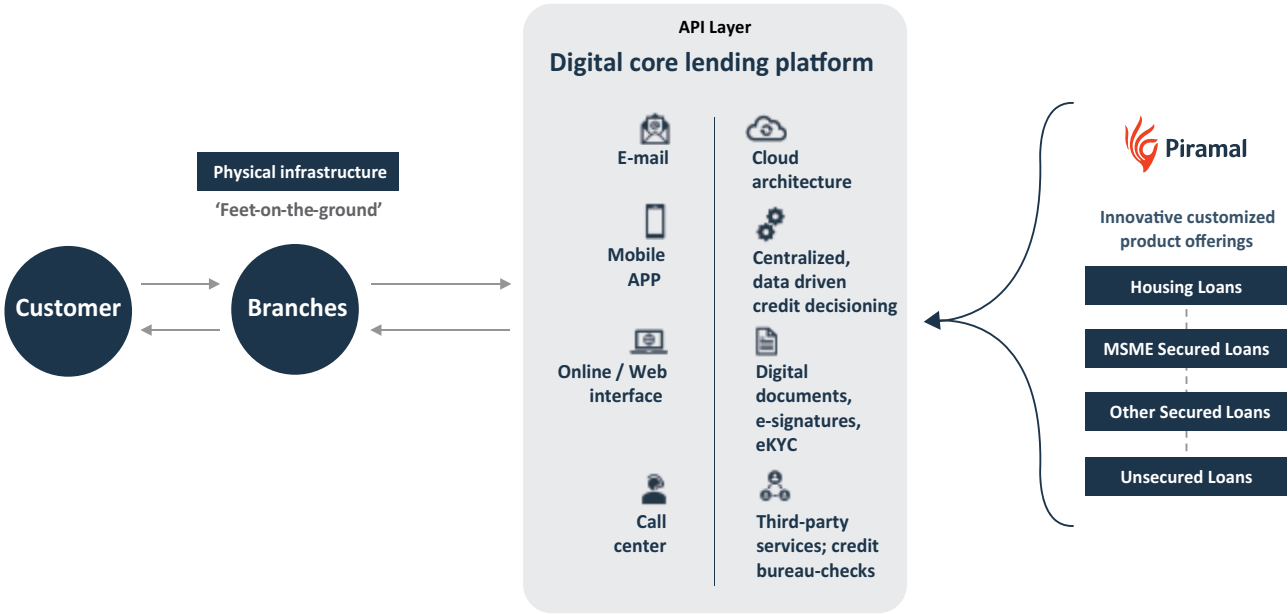 Physical infrastructure
‘Feet-on-the-ground’
Customer
Branches
API Layer
Digital core lending platform
E-mail
Mobile
APP
Online / Web
interface
Call
center
Cloud
architecture
Centralized,
data driven
credit decisioning
Digital
documents,
e-signatures,
eKYC
Third-party
services; credit
bureau-checks
Piramal
Innovative customized
product offerings
Housing Loans
MSME Secured Loans
Other Secured Loans
Unsecured Loans